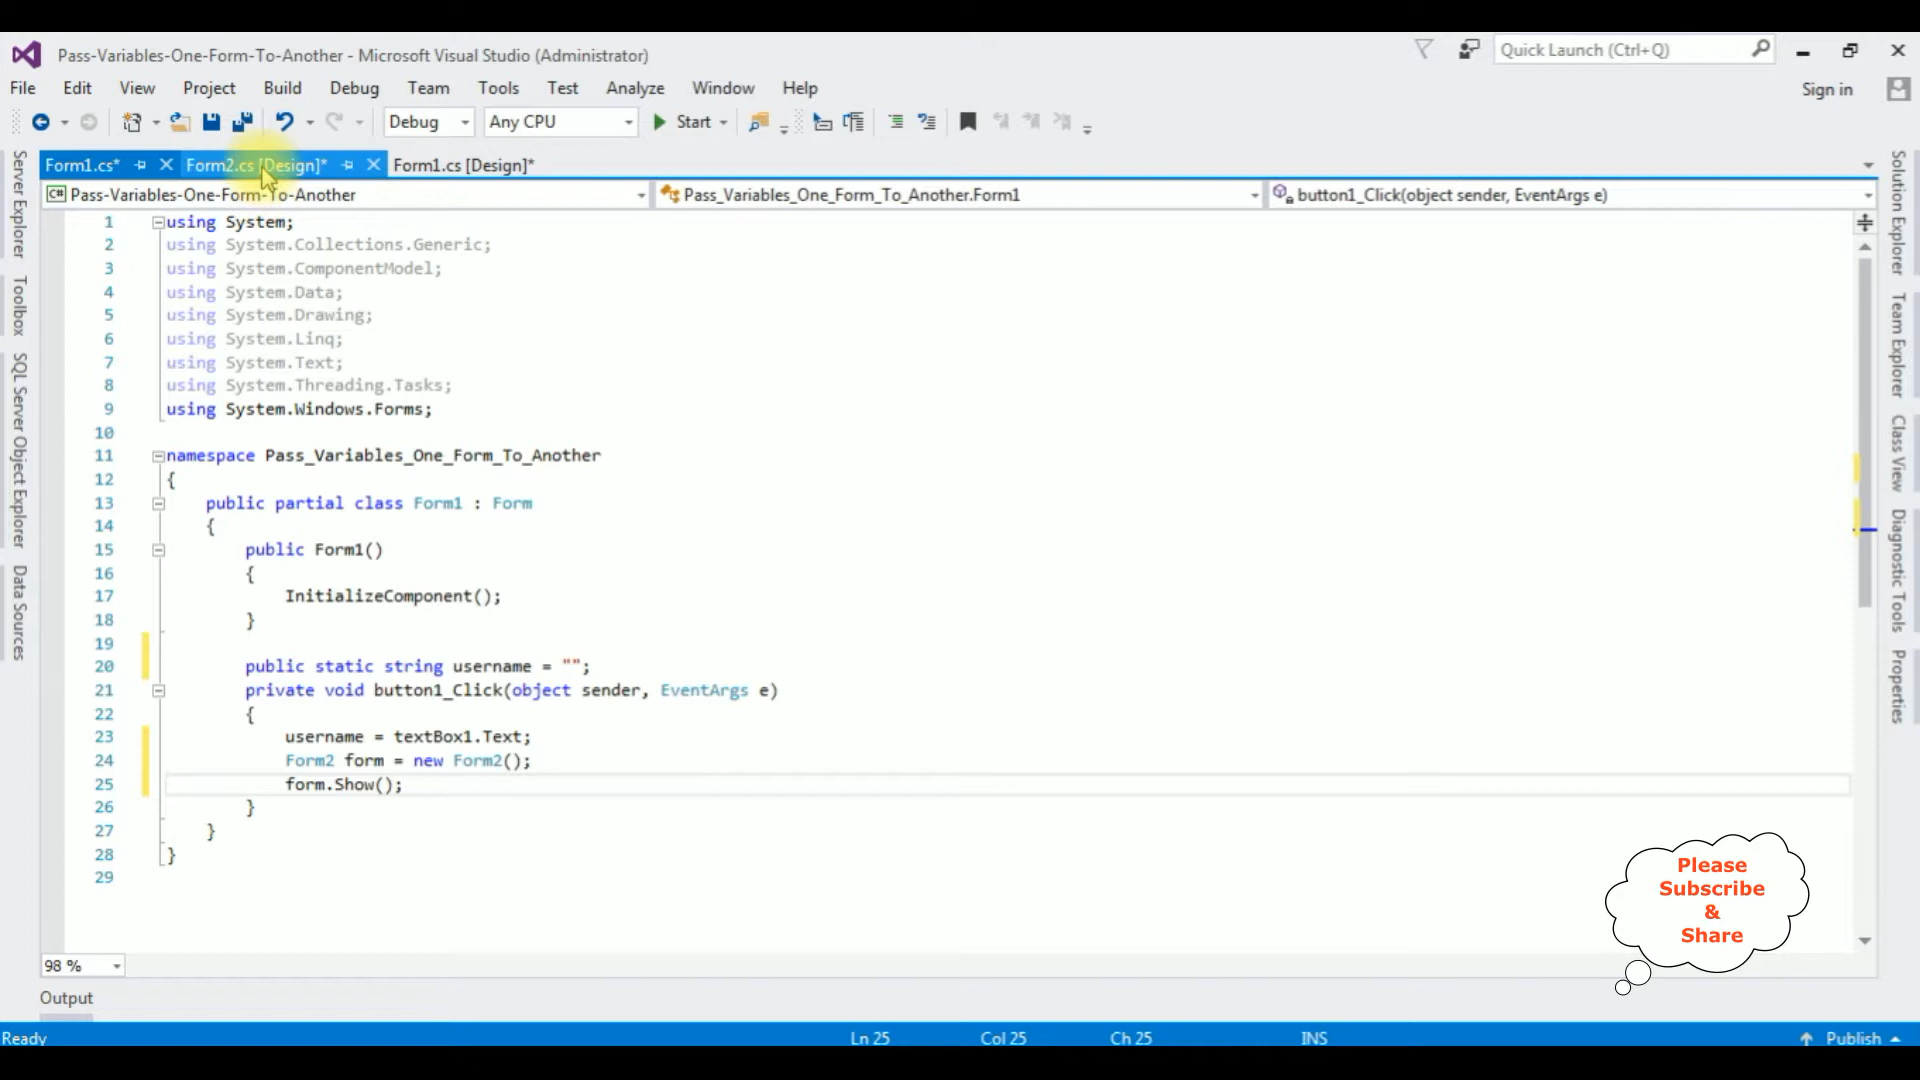 Pass-Variables-One-Form-To-Another - Microsoft Visual Studio (Administrator)
Quick Launch (Ctrl+Q)
File Edit View Project Build Debug Team Tools Test Analyze Window Help
Sign in
Debug Any CPU Start
Form1.cs* Form2.cs [Design]* Form1.cs [Design]*
C# Pass-Variables-One-Form-To-Another Pass_Variables_One_Form_To_Another.Form1 button1_Click(object sender, EventArgs e)
Server Explorer
Toolbox
SQL Server Object Explorer
Data Sources
1 using System;
2 using System.Collections.Generic;
3 using System.ComponentModel;
4 using System.Data;
5 using System.Drawing;
6 using System.Linq;
7 using System.Text;
8 using System.Threading.Tasks;
9 using System.Windows.Forms;
10
11 namespace Pass_Variables_One_Form_To_Another
12 {
13 public partial class Form1 : Form
14 {
15 public Form1()
16 {
17 InitializeComponent();
18 }
19
20 public static string username = "";
21 private void button1_Click(object sender, EventArgs e)
22 {
23 username = textBox1.Text;
24 Form2 form = new Form2();
25 form.Show();
26 }
27 }
28 }
29
Solution Explorer
Team Explorer
Class View
Diagnostic Tools
Properties
Please
Subscribe
&
Share
98 %
Output
Ready Ln 25 Col 25 Ch 25 INS Publish